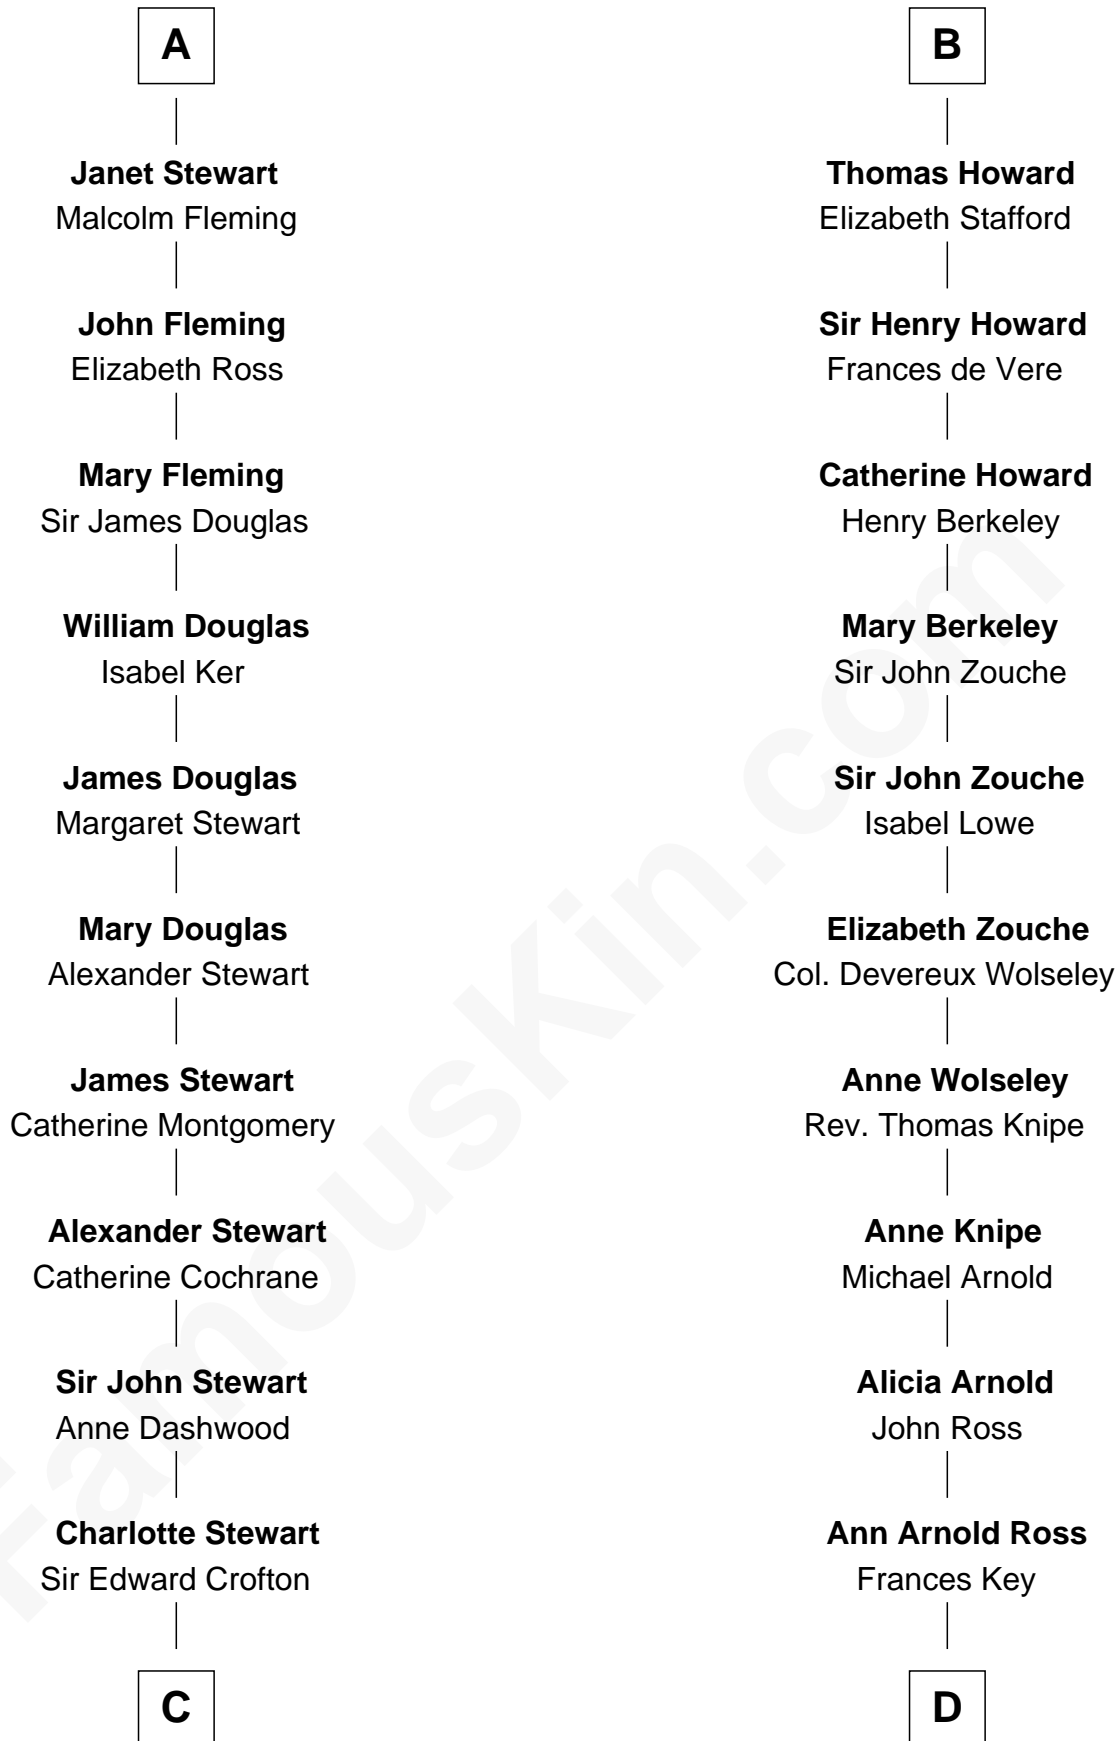 A
Janet Stewart
Malcolm Fleming
John Fleming
Elizabeth Ross
Mary Fleming
Sir James Douglas
William Douglas
Isabel Ker
James Douglas
Margaret Stewart
Mary Douglas
Alexander Stewart
James Stewart
Catherine Montgomery
Alexander Stewart
Catherine Cochrane
Sir John Stewart
Anne Dashwood
Charlotte Stewart
Sir Edward Crofton
C
B
Thomas Howard
Elizabeth Stafford
Sir Henry Howard
Frances de Vere
Catherine Howard
Henry Berkeley
Mary Berkeley
Sir John Zouche
Sir John Zouche
Isabel Lowe
Elizabeth Zouche
Col. Devereux Wolseley
Anne Wolseley
Rev. Thomas Knipe
Anne Knipe
Michael Arnold
Alicia Arnold
John Ross
Ann Arnold Ross
Frances Key
D
FamousKin.com